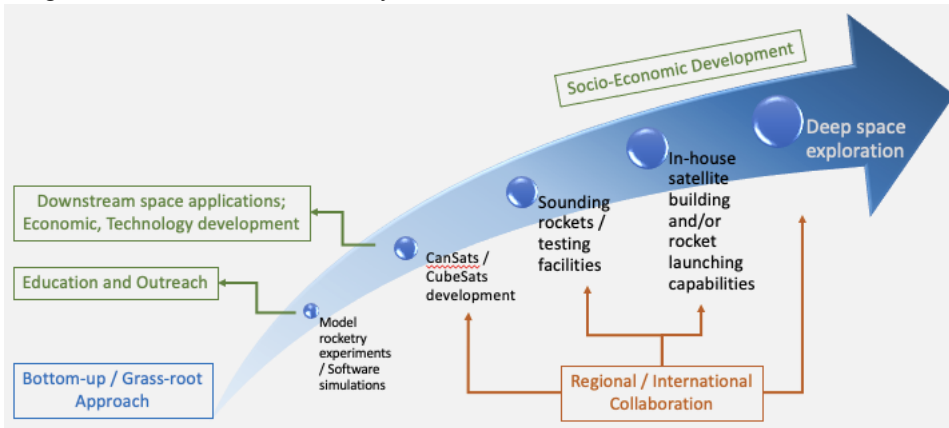 Socio-Economic Development
Deep space
exploration
In-house
satellite
building
and/or
rocket
launching
capabilities
Sounding
rockets /
testing
facilities
Downstream space applications;
Economic, Technology development
CanSats /
CubeSats
development
Education and Outreach
Model
rocketry
experiments
/ Software
simulations
Bottom-up / Grass-root
Approach
Regional / International
Collaboration